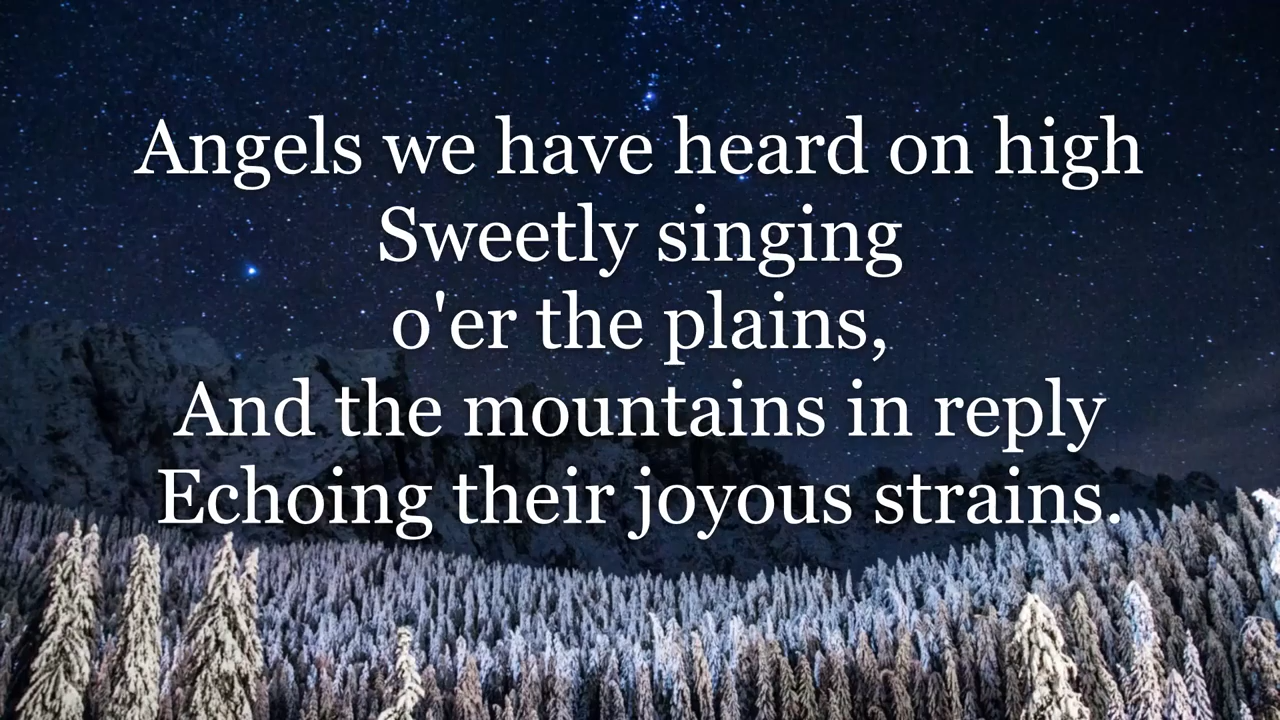 Angels we have heard on high
Sweetly singing
o'er the plains,
And the mountains in reply
Echoing their joyous strains.